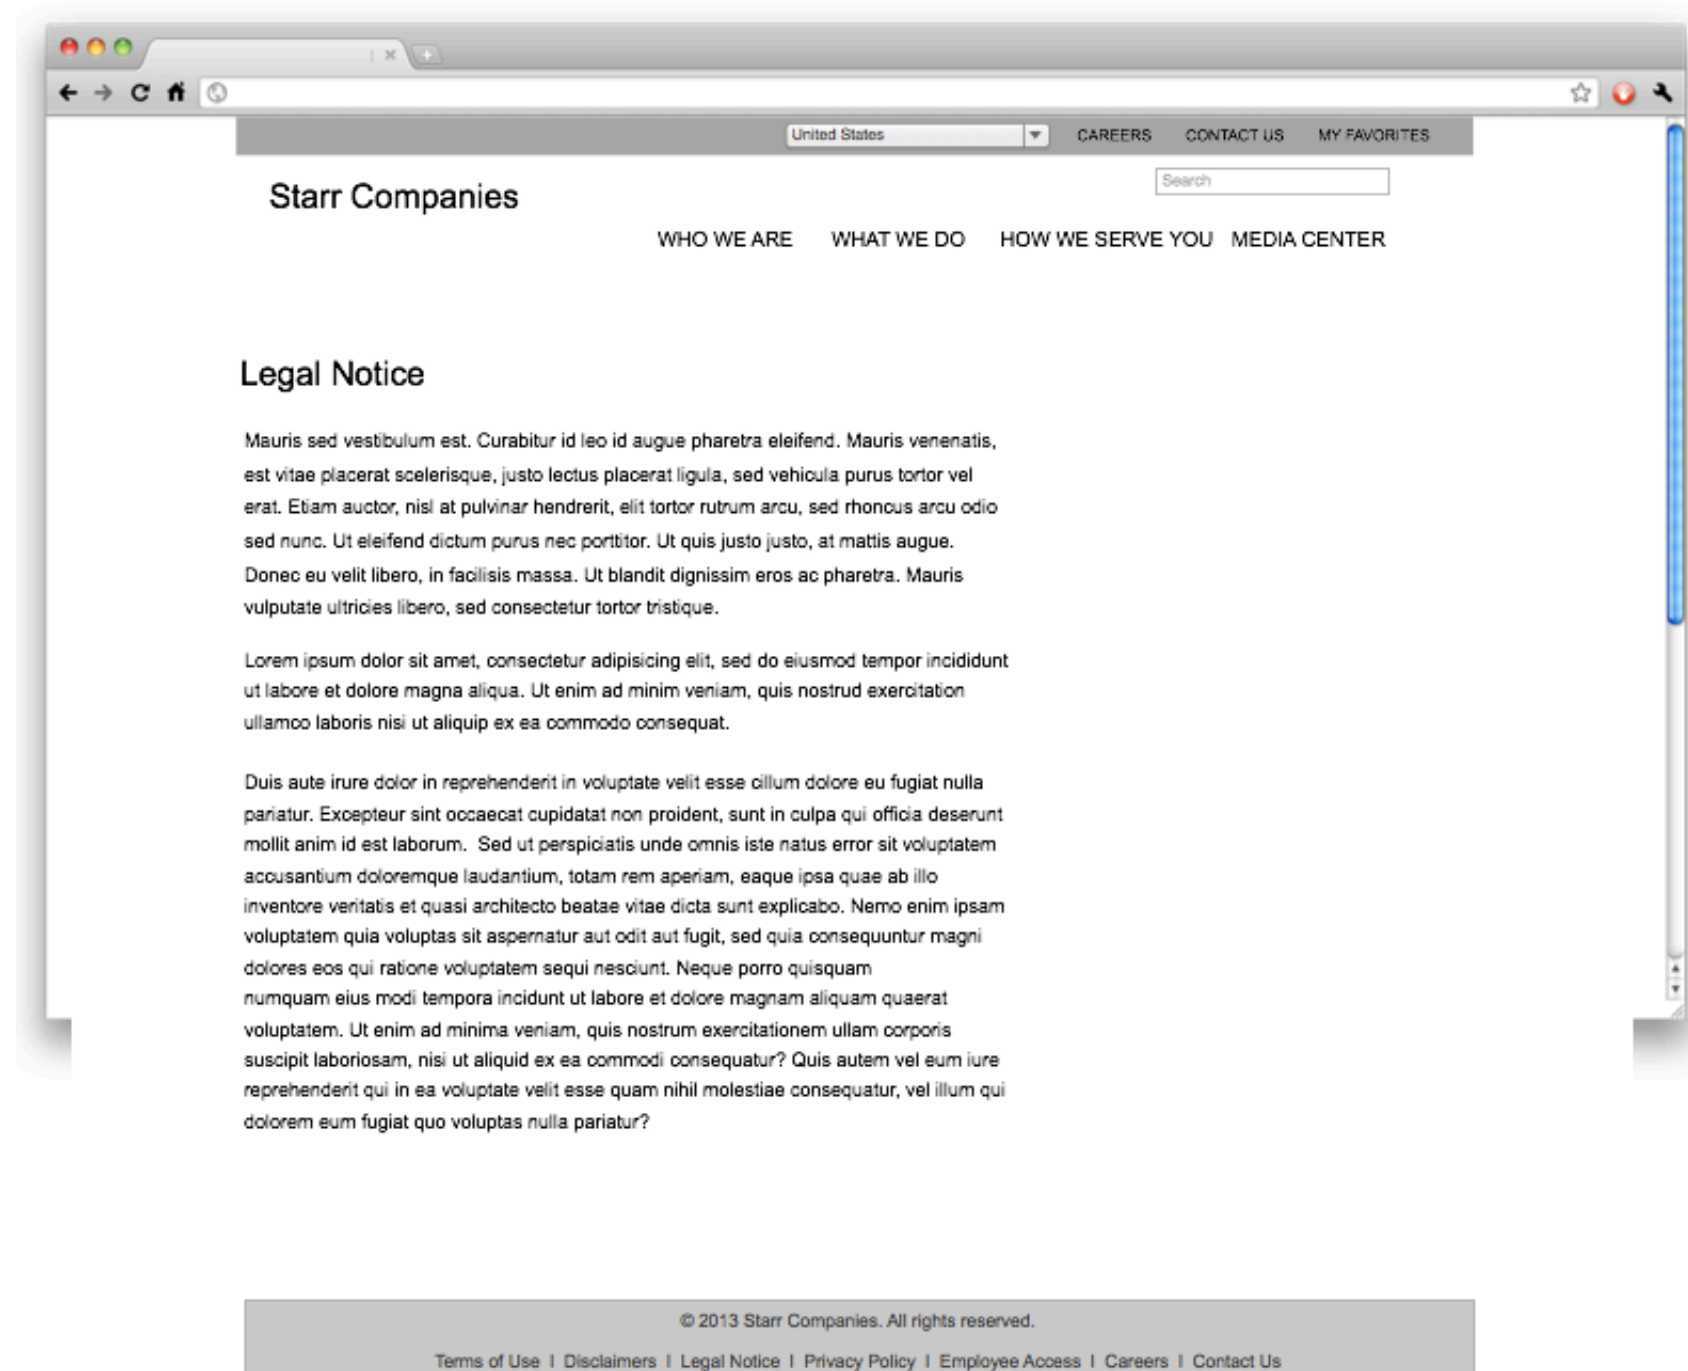 United States
CAREERS
CONTACT US
MY FAVORITES
Search
Starr Companies
WHO WE ARE
WHAT WE DO
HOW WE SERVE YOU
MEDIA CENTER
Legal Notice
Mauris sed vestibulum est. Curabitur id leo id augue pharetra eleifend. Mauris venenatis,
est vitae placerat scelerisque, justo lectus placerat ligula, sed vehicula purus tortor vel
erat. Etiam auctor, nisl at pulvinar hendrerit, elit tortor rutrum arcu, sed rhoncus arcu odio
sed nunc. Ut eleifend dictum purus nec porttitor. Ut quis justo justo, at mattis augue.
Donec eu velit libero, in facilisis massa. Ut blandit dignissim eros ac pharetra. Mauris
vulputate ultricies libero, sed consectetur tortor tristique.
Lorem ipsum dolor sit amet, consectetur adipisicing elit, sed do eiusmod tempor incididunt
ut labore et dolore magna aliqua. Ut enim ad minim veniam, quis nostrud exercitation
ullamco laboris nisi ut aliquip ex ea commodo consequat.
Duis aute irure dolor in reprehenderit in voluptate velit esse cillum dolore eu fugiat nulla
pariatur. Excepteur sint occaecat cupidatat non proident, sunt in culpa qui officia deserunt
mollit anim id est laborum.  Sed ut perspiciatis unde omnis iste natus error sit voluptatem
accusantium doloremque laudantium, totam rem aperiam, eaque ipsa quae ab illo
inventore veritatis et quasi architecto beatae vitae dicta sunt explicabo. Nemo enim ipsam
voluptatem quia voluptas sit aspernatur aut odit aut fugit, sed quia consequuntur magni
dolores eos qui ratione voluptatem sequi nesciunt. Neque porro quisquam
numquam eius modi tempora incidunt ut labore et dolore magnam aliquam quaerat
voluptatem. Ut enim ad minima veniam, quis nostrum exercitationem ullam corporis
suscipit laboriosam, nisi ut aliquid ex ea commodi consequatur? Quis autem vel eum iure
reprehenderit qui in ea voluptate velit esse quam nihil molestiae consequatur, vel illum qui
dolorem eum fugiat quo voluptas nulla pariatur?
© 2013 Starr Companies. All rights reserved.
Terms of Use | Disclaimers | Legal Notice | Privacy Policy | Employee Access | Careers | Contact Us